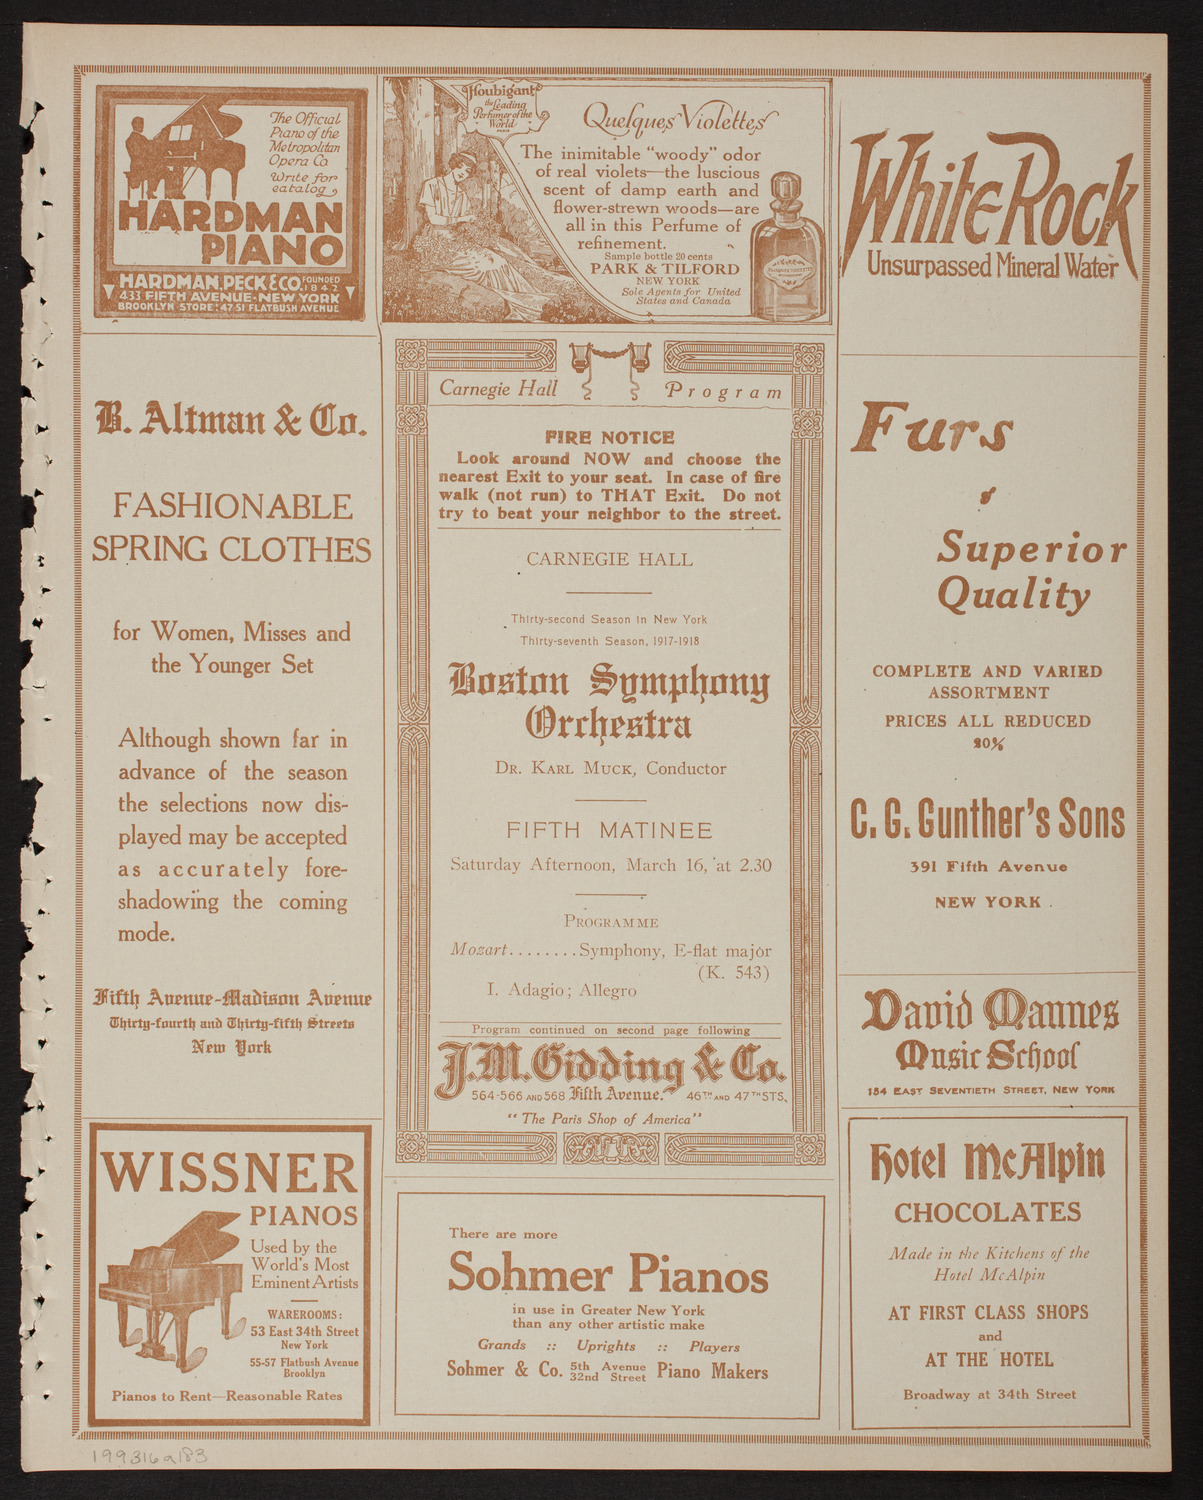 The Official
Piano of the
Metropolitan
Opera Co
Write for
catalog
HARDMAN
PIANO
HARDMAN, PECK & CO. FOUNDED 1842
433 FIFTH AVENUE · NEW YORK
BROOKLYN STORE : 47-51 FLATBUSH AVENUE
Houbigant
the Leading
Perfumer of the
World
PARIS
Quelques Violettes
The inimitable "woody" odor
of real violets—the luscious
scent of damp earth and
flower-strewn woods—are
all in this Perfume of
refinement.
Sample bottle 20 cents
PARK & TILFORD
NEW YORK
Sole Agents for United
States and Canada
White Rock
Unsurpassed Mineral Water
B. Altman & Co.
FASHIONABLE
SPRING CLOTHES
for Women, Misses and
the Younger Set
Although shown far in
advance of the season
the selections now dis-
played may be accepted
as accurately fore-
shadowing the coming
mode.
Fifth Avenue-Madison Avenue
Thirty-fourth and Thirty-fifth Streets
New York
WISSNER
PIANOS
Used by the
World's Most
Eminent Artists
WAREROOMS:
53 East 34th Street
New York
55-57 Flatbush Avenue
Brooklyn
Pianos to Rent—Reasonable Rates
Carnegie Hall Program
FIRE NOTICE
Look around NOW and choose the
nearest Exit to your seat. In case of fire
walk (not run) to THAT Exit. Do not
try to beat your neighbor to the street.
CARNEGIE HALL
Thirty-second Season in New York
Thirty-seventh Season, 1917-1918
Boston Symphony
Orchestra
DR. KARL MUCK, Conductor
FIFTH MATINEE
Saturday Afternoon, March 16, at 2.30
PROGRAMME
Mozart........Symphony, E-flat major
(K. 543)
I. Adagio; Allegro
Program continued on second page following
J.M. Gidding & Co.
564-566 AND 568 Fifth Avenue. 46TH AND 47TH STS.
"The Paris Shop of America"
There are more
Sohmer Pianos
in use in Greater New York
than any other artistic make
Grands :: Uprights :: Players
Sohmer & Co. 5th Avenue 32nd Street Piano Makers
Furs
of
Superior
Quality
COMPLETE AND VARIED
ASSORTMENT
PRICES ALL REDUCED
20%
C. G. Gunther's Sons
391 Fifth Avenue
NEW YORK
David Mannes
Music School
154 EAST SEVENTIETH STREET, NEW YORK
Hotel McAlpin
CHOCOLATES
Made in the Kitchens of the
Hotel McAlpin
AT FIRST CLASS SHOPS
and
AT THE HOTEL
Broadway at 34th Street
199316a183